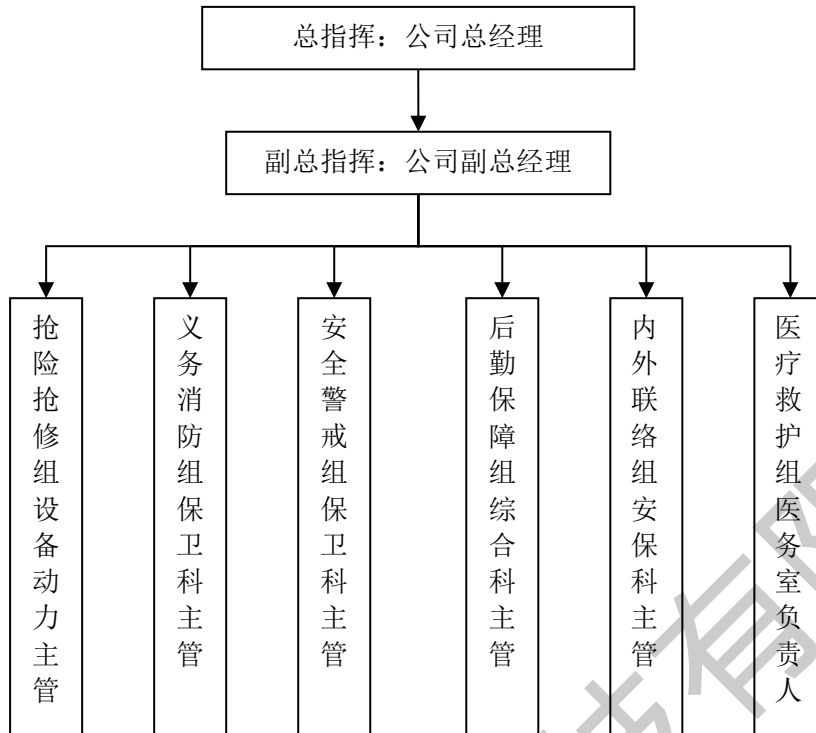 总指挥：公司总经理
副总指挥：公司副总经理
抢险抢修组设备动力主管
义务消防组保卫科主管
安全警戒组保卫科主管
后勤保障组综合科主管
内外联络组安保科主管
医疗救护组医务室负责人
技有限